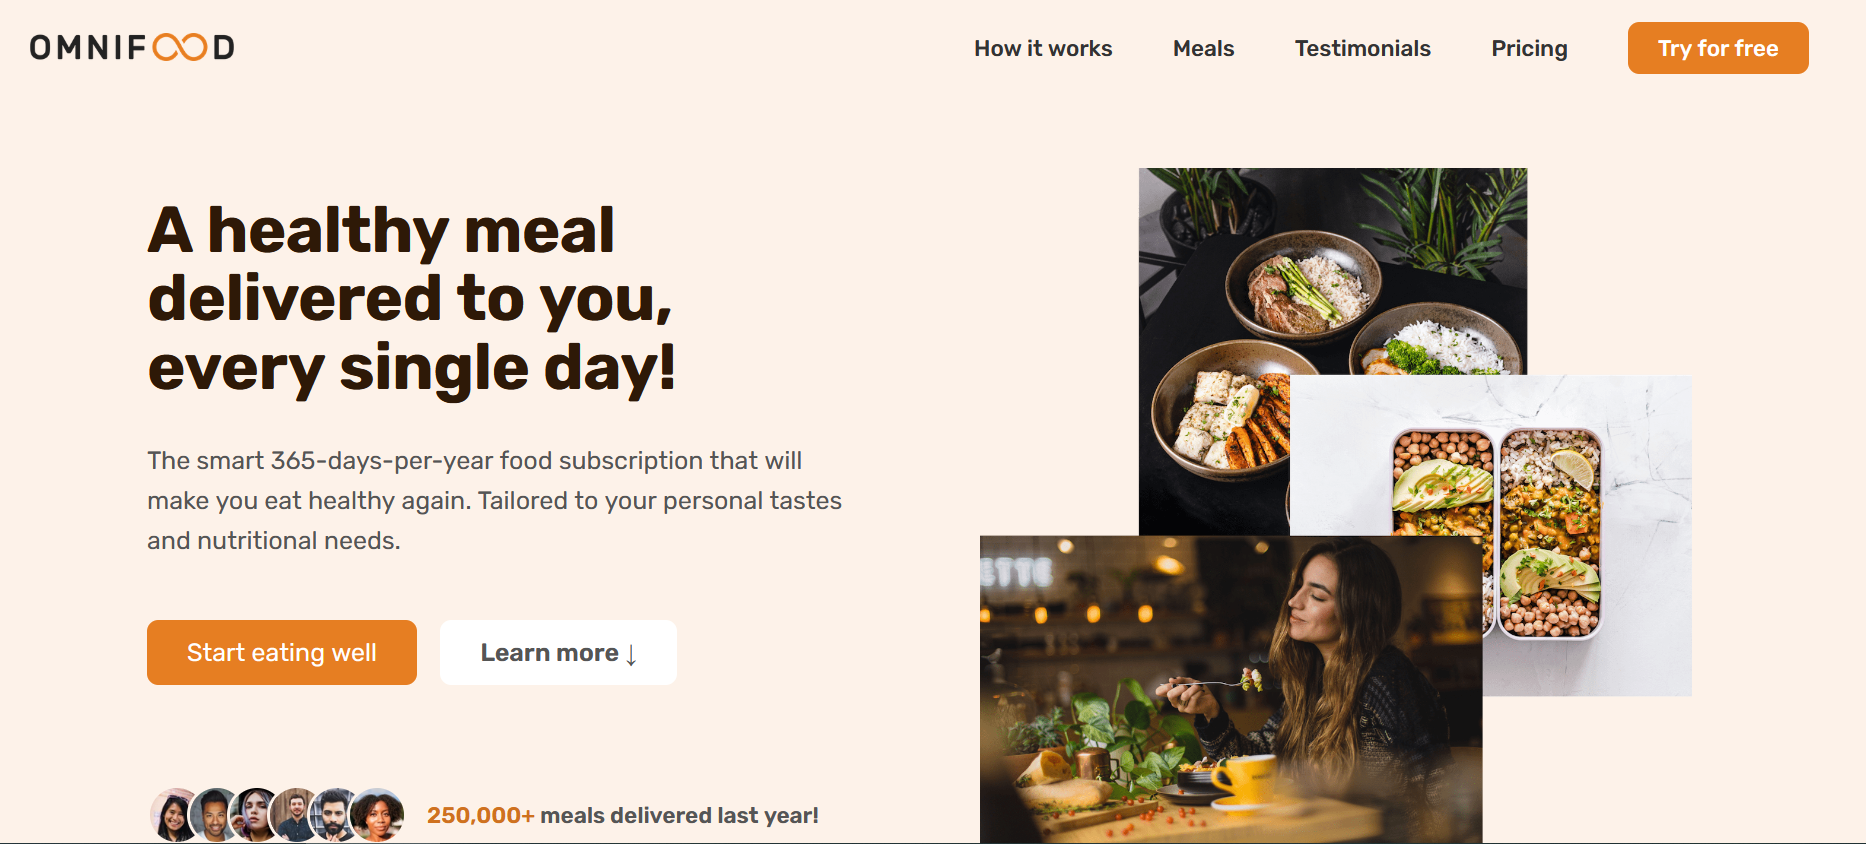 OMNIFOOD
How it works Meals Testimonials Pricing Try for free
A healthy meal
delivered to you,
every single day!
The smart 365-days-per-year food subscription that will
make you eat healthy again. Tailored to your personal tastes
and nutritional needs.
Start eating well Learn more ↓
ETTE
250,000+ meals delivered last year!